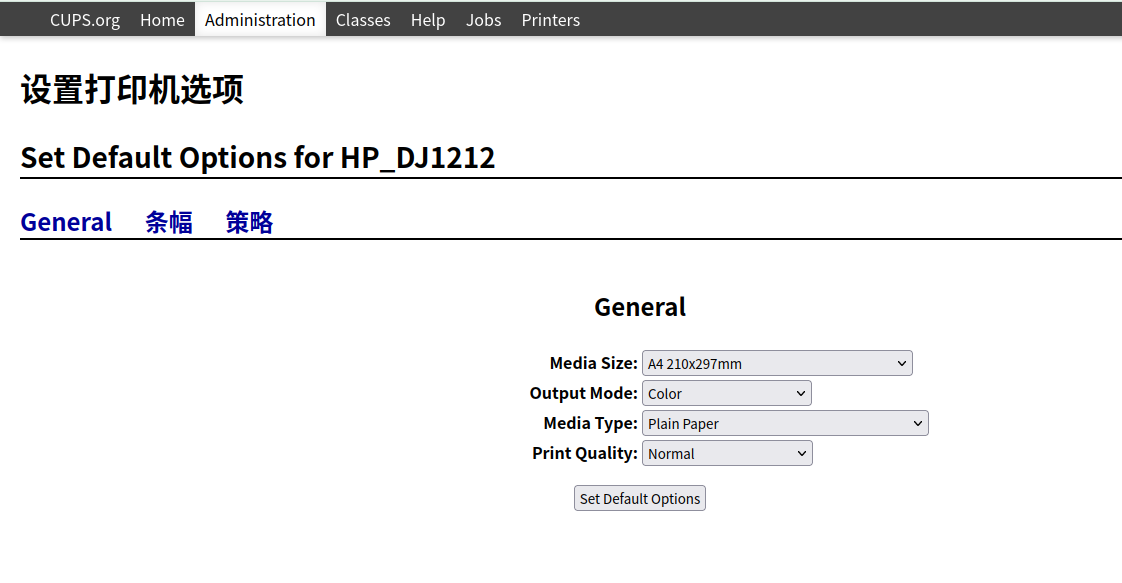 CUPS.org Home Administration Classes Help Jobs Printers
设置打印机选项
Set Default Options for HP_DJ1212
General 条幅 策略
General
Media Size: A4 210x297mm
Output Mode: Color
Media Type: Plain Paper
Print Quality: Normal
Set Default Options